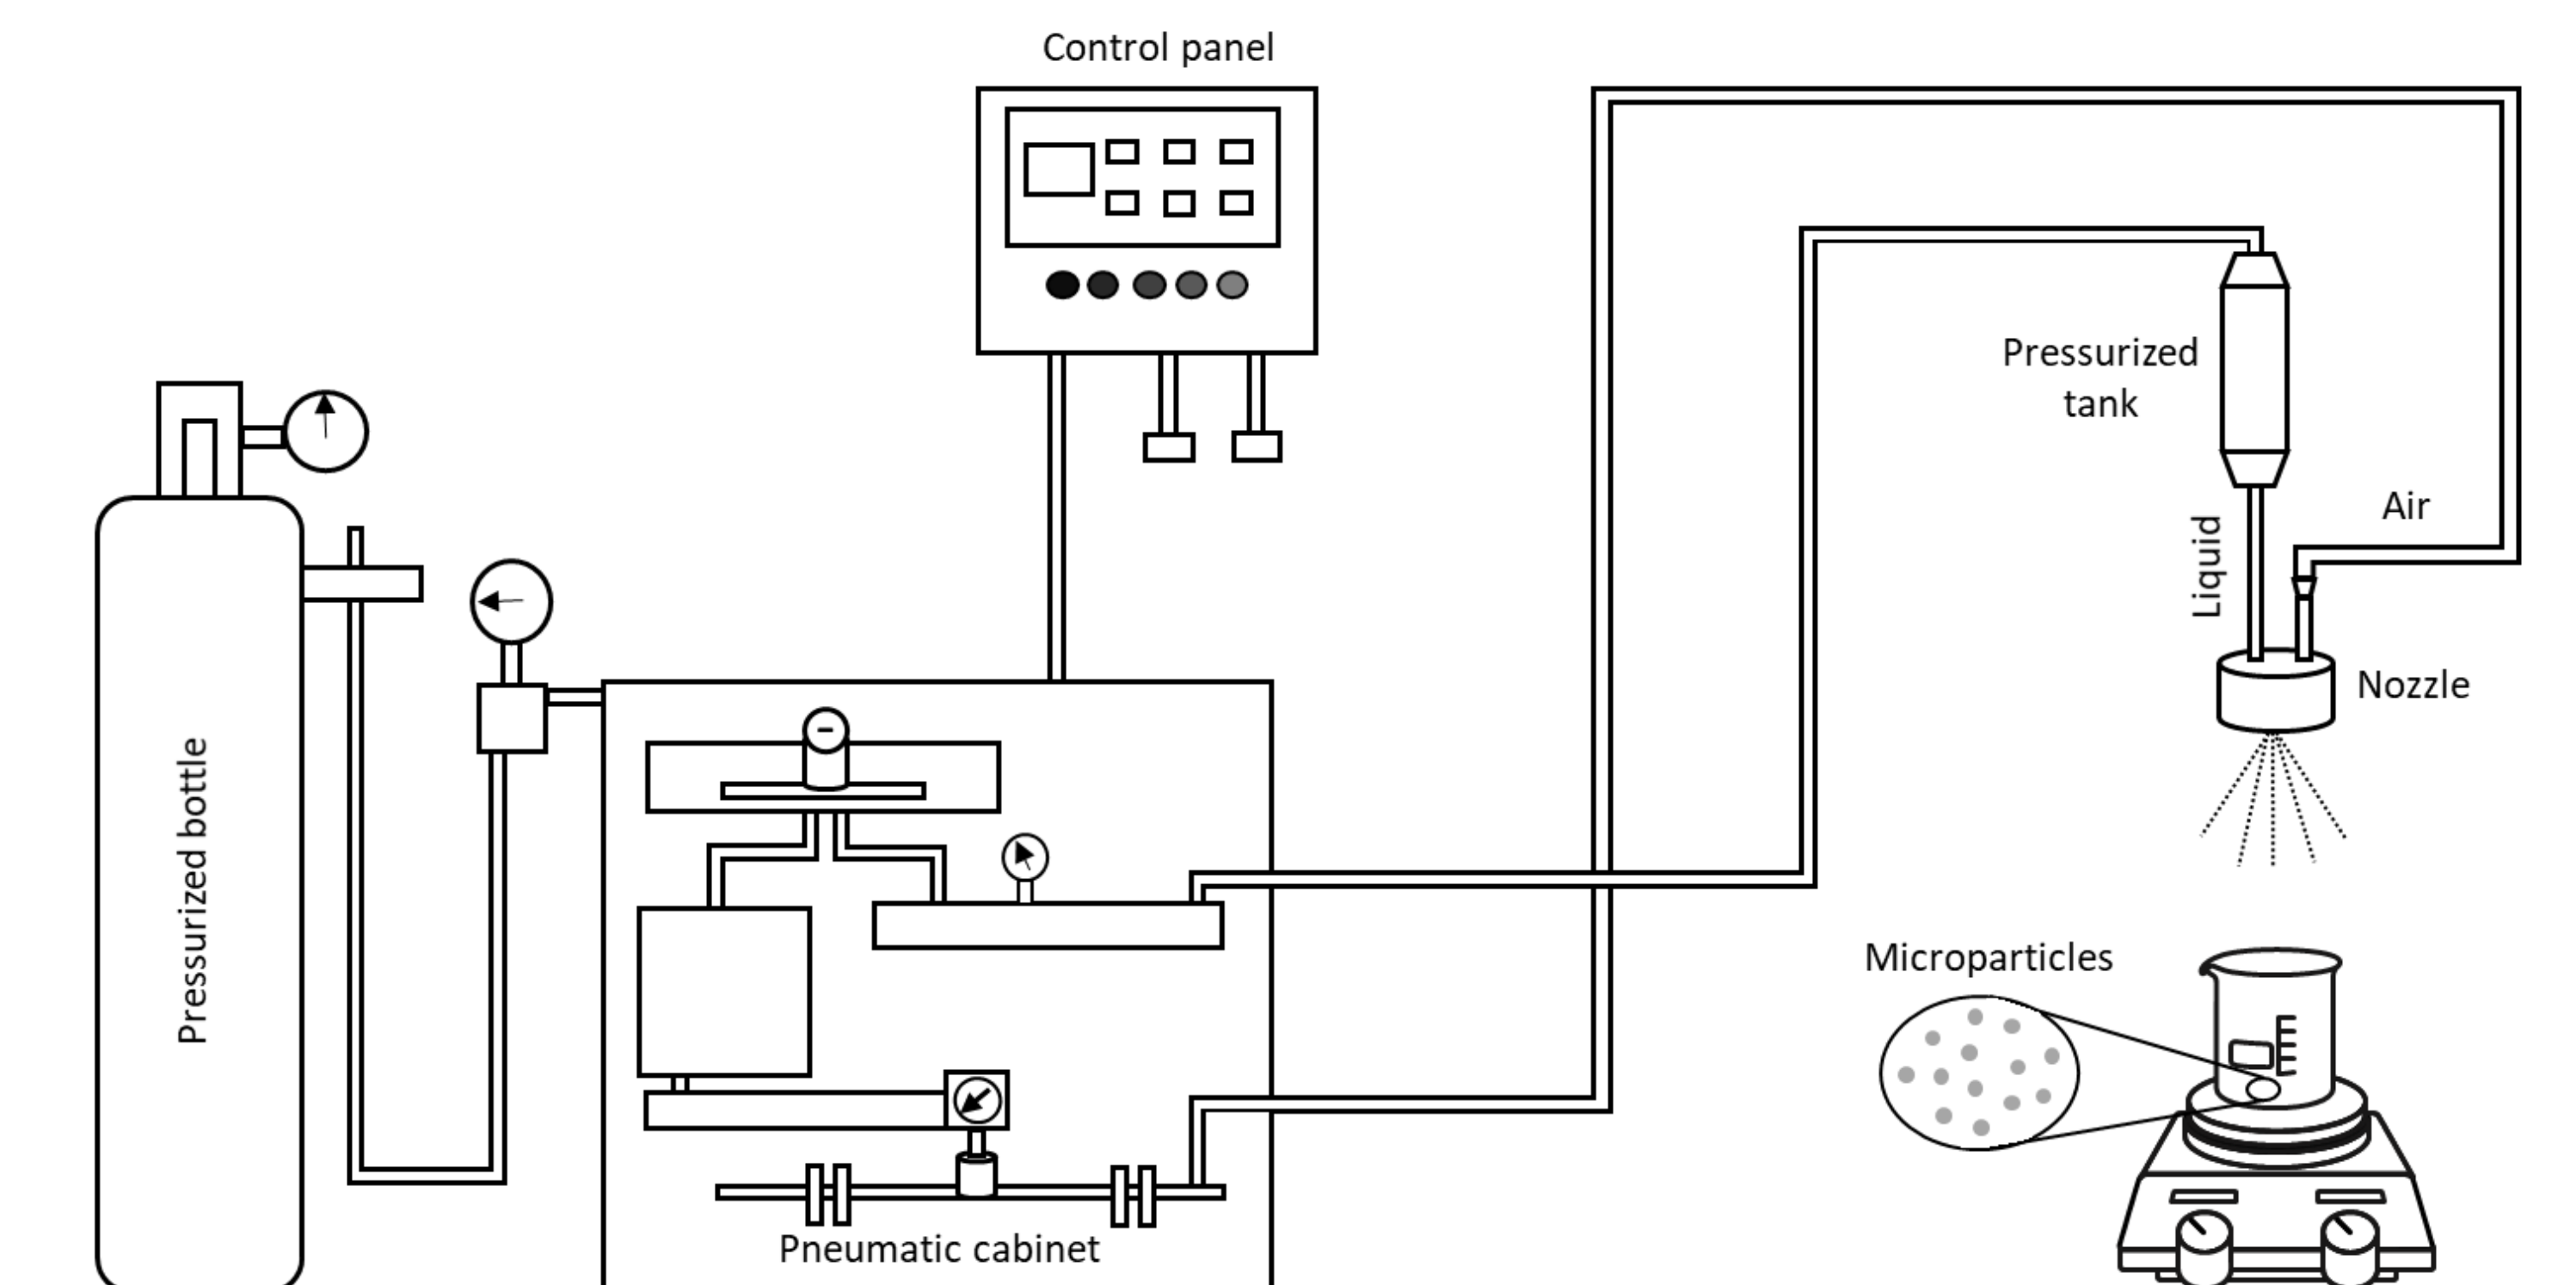 Control panel
Pressurized
tank
Air
Liquid
Nozzle
Pressurized bottle
Microparticles
Pneumatic cabinet